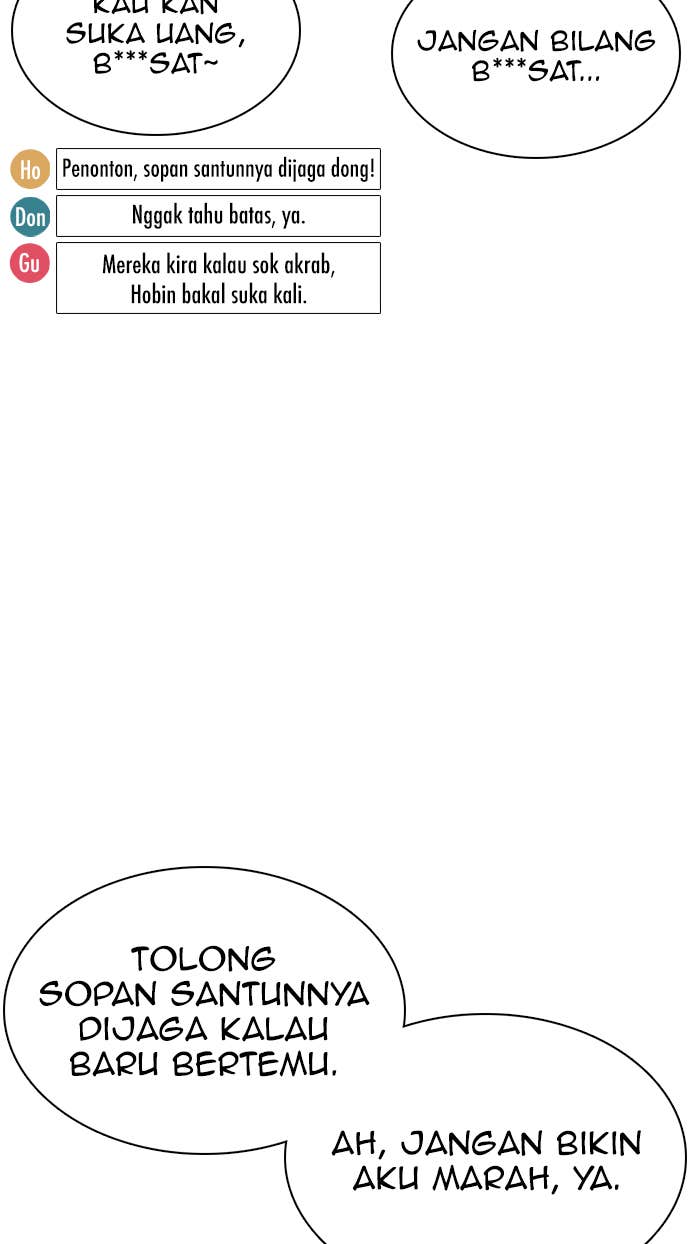 KAU KAN
SUKA UANG,
B***SAT~
JANGAN BILANG
B***SAT...
Ho
Penonton, sopan santunnya dijaga dong!
Don
Nggak tahu batas, ya.
Gu
Mereka kira kalau sok akrab,
Hobin bakal suka kali.
TOLONG
SOPAN SANTUNNYA
DIJAGA KALAU
BARU BERTEMU.
AH, JANGAN BIKIN
AKU MARAH, YA.